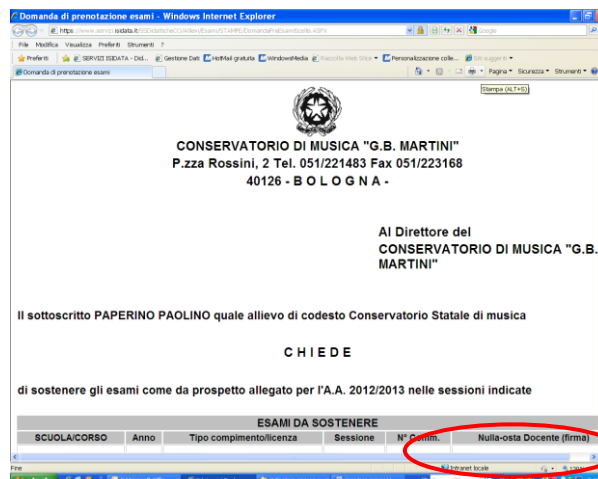 Domanda di prenotazione esami - Windows Internet Explorer
Google
File Modifica Visualizza Preferiti Strumenti ?
Preferiti SERVIZI ISIDATA - Did... Gestione Dati HotMail gratuita WindowsMedia Raccolta Web Slice Personalizzazione colle... Siti suggeriti
Domanda di prenotazione esami Pagina Sicurezza Strumenti
Stampa (ALT+S)
CONSERVATORIO DI MUSICA "G.B. MARTINI"
P.zza Rossini, 2 Tel. 051/221483 Fax 051/223168
40126 - B O L O G N A -
Al Direttore del
CONSERVATORIO DI MUSICA "G.B.
MARTINI"
Il sottoscritto PAPERINO PAOLINO quale allievo di codesto Conservatorio Statale di musica
C H I E D E
di sostenere gli esami come da prospetto allegato per l'A.A. 2012/2013 nelle sessioni indicate
ESAMI DA SOSTENERE
SCUOLA/CORSO Anno Tipo compimento/licenza Sessione N° Comm. Nulla-osta Docente (firma)
Fine Intranet locale